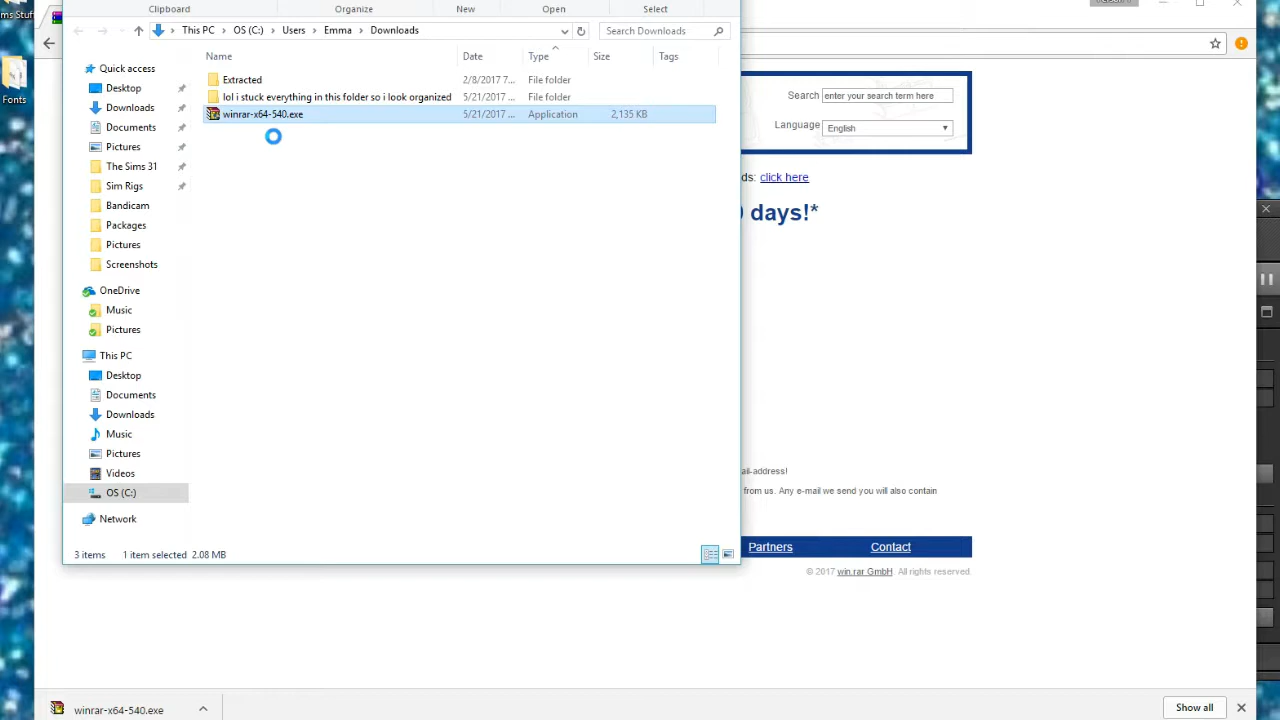 ms Stuff
Fonts
Clipboard Organize New Open Select
This PC > OS (C:) > Users > Emma > Downloads
Search Downloads
Name Date Type Size Tags
Extracted 2/8/2017 7... File folder
lol i stuck everything in this folder so i look organized 5/21/2017 ... File folder
winrar-x64-540.exe 5/21/2017 ... Application 2,135 KB
Quick access
Desktop
Downloads
Documents
Pictures
The Sims 31
Sim Rigs
Bandicam
Packages
Pictures
Screenshots
OneDrive
Music
Pictures
This PC
Desktop
Documents
Downloads
Music
Pictures
Videos
OS (C:)
Network
3 items 1 item selected 2.08 MB
Search enter your search term here
Language English
ds: click here
days!*
ail-address!
from us. Any e-mail we send you will also contain
Partners Contact
© 2017 win.rar GmbH All rights reserved.
winrar-x64-540.exe
Show all